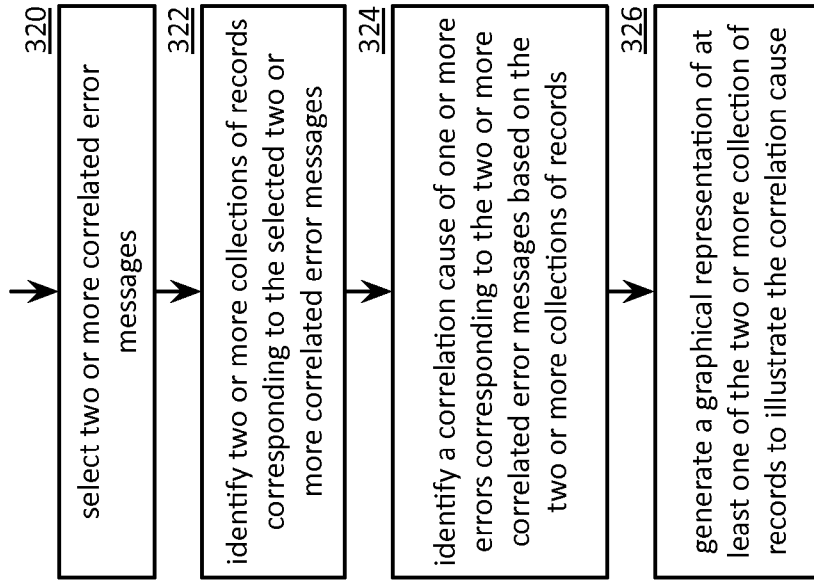 320
select two or more correlated error
messages
322
identify two or more collections of records
corresponding to the selected two or
more correlated error messages
324
identify a correlation cause of one or more
errors corresponding to the two or more
correlated error messages based on the
two or more collections of records
326
generate a graphical representation of at
least one of the two or more collection of
records to illustrate the correlation cause